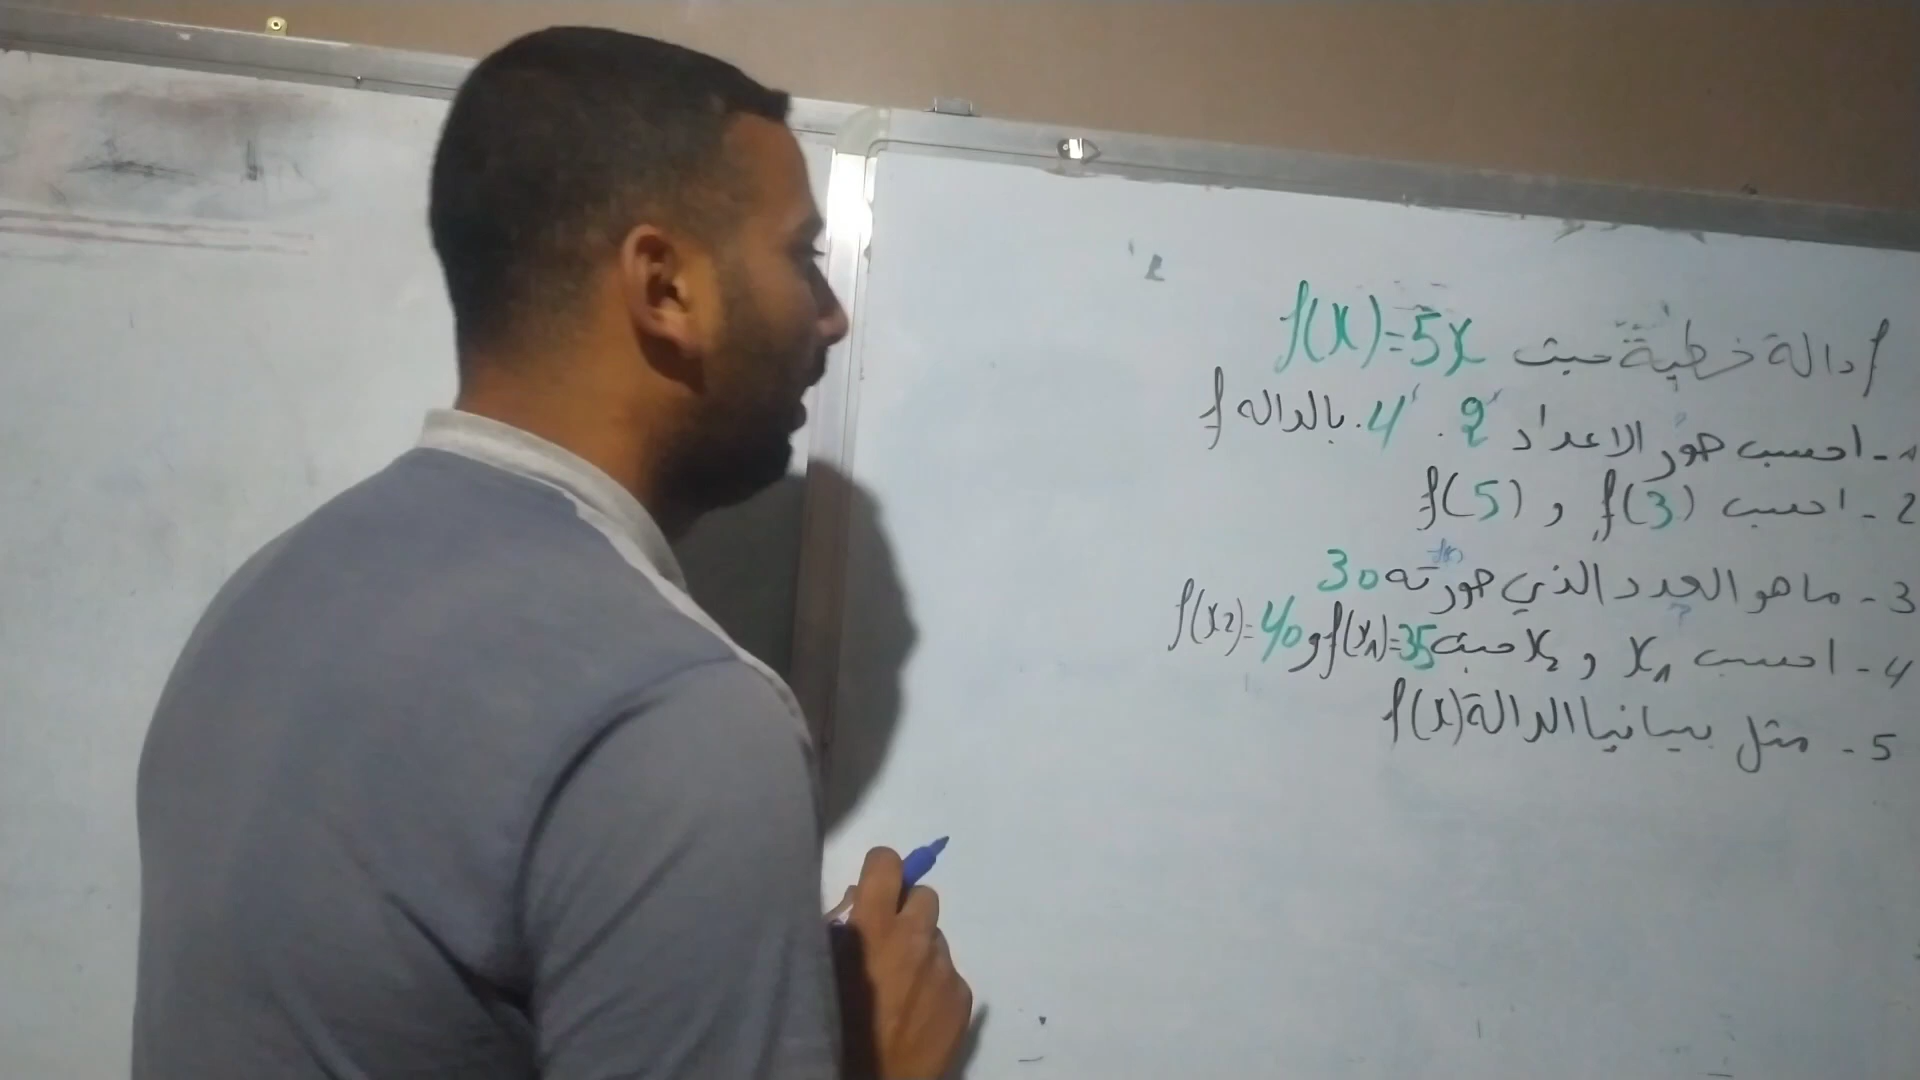 f دالة خطية حيث f(x)=5x
1- احسب صور الاعداد 2 . 4 . بالداله f
2- احسب f(3) و f(5)
3- ما هو العدد الذي صورته 30
4- احسب x1 و x2 حيث f(x1)=35 و f(x2)=40
5- مثل بيانيا الدالة f(x)